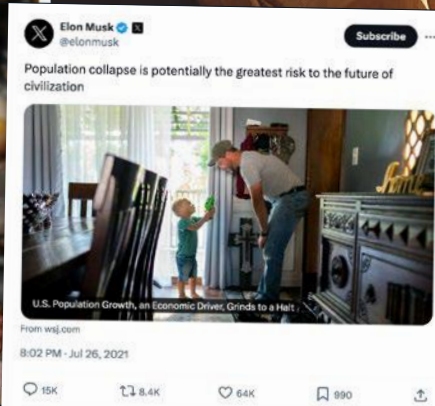 Elon Musk
@elonmusk
Subscribe
Population collapse is potentially the greatest risk to the future of
civilization
U.S. Population Growth, an Economic Driver, Grinds to a Halt
From wsj.com
8:02 PM · Jul 26, 2021
15K 8.4K 64K 990